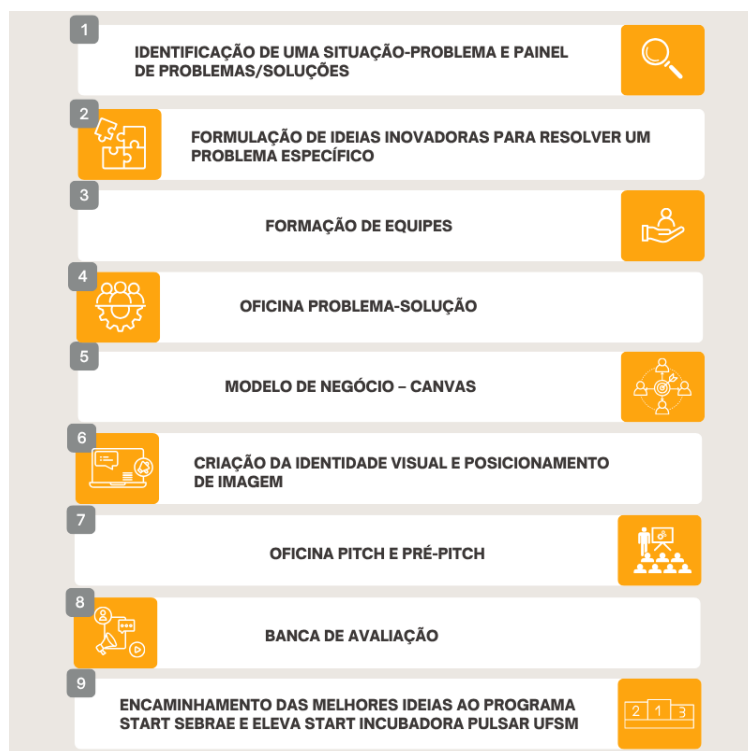 1
IDENTIFICAÇÃO DE UMA SITUAÇÃO-PROBLEMA E PAINEL
DE PROBLEMAS/SOLUÇÕES
2
FORMULAÇÃO DE IDEIAS INOVADORAS PARA RESOLVER UM
PROBLEMA ESPECÍFICO
3
FORMAÇÃO DE EQUIPES
4
OFICINA PROBLEMA-SOLUÇÃO
5
MODELO DE NEGÓCIO – CANVAS
6
CRIAÇÃO DA IDENTIDADE VISUAL E POSICIONAMENTO
DE IMAGEM
7
OFICINA PITCH E PRÉ-PITCH
8
BANCA DE AVALIAÇÃO
9
ENCAMINHAMENTO DAS MELHORES IDEIAS AO PROGRAMA
START SEBRAE E ELEVA START INCUBADORA PULSAR UFSM
2 1 3